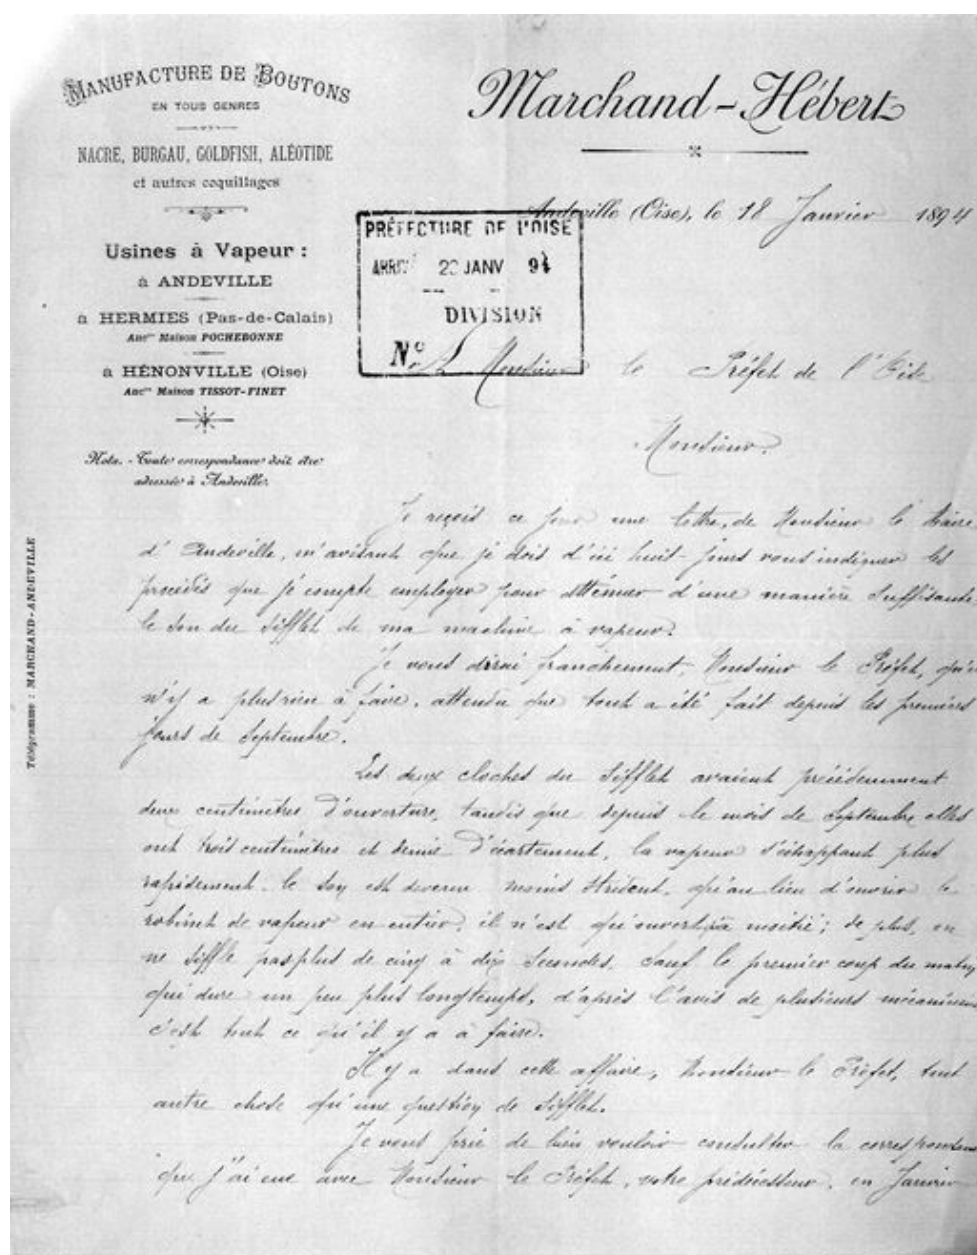 MANUFACTURE DE BOUTONS
EN TOUS GENRES
NACRE, BURGAU, GOLDFISH, ALÉOTIDE
et autres coquillages
Usines à Vapeur :
à ANDEVILLE
à HERMIES (Pas-de-Calais)
Ancne Maison POCHEBONNE
à HÉNONVILLE (Oise)
Ancne Maison TISSOT-FINET
Nota. - Toute correspondance doit être
adressée à Andeville.
Télégramme : MARCHAND-ANDEVILLE
Marchand-Hébert
Andeville (Oise), le 18 Janvier 1894
PRÉFECTURE DE L'OISE
ARRIVÉ 20 JANV 94
DIVISION
N°
A Monsieur le Préfet de l'Oise
Monsieur,
Je reçois ce jour une lettre, de Monsieur le Maire
d'Andeville, m'avisant que je dois d'ici huit-jours vous indiquer les
procédés que je compte employer pour atténuer d'une manière suffisante
le son du sifflet de ma machine à vapeur.
Je vous dirai franchement, Monsieur le Préfet, qu'il
n'y a plus rien à faire, attendu que tout a été fait depuis les premiers
jours de Septembre.
Les deux cloches du sifflet avaient précédemment
deux centimètres d'ouverture, tandis que depuis le mois de Septembre elles
ont trois centimètres et demie d'écartement, la vapeur s'échappant plus
rapidement le son est devenu moins strident, qu'au lieu d'ouvrir le
robinet de vapeur en entier, il n'est qu'ouvert à moitié ; de plus, on
ne siffle pas plus de cinq à dix secondes, sauf le premier coup du matin,
qui dure un peu plus longtemps, d'après l'avis de plusieurs mécaniciens
c'est tout ce qu'il y a à faire.
Il y a dans cette affaire, Monsieur le Préfet, tout
autre chose qu'une question de sifflet.
Je vous prie de bien vouloir consulter la correspondance
que j'ai eue avec Monsieur le Préfet, votre prédécesseur, en Janvier